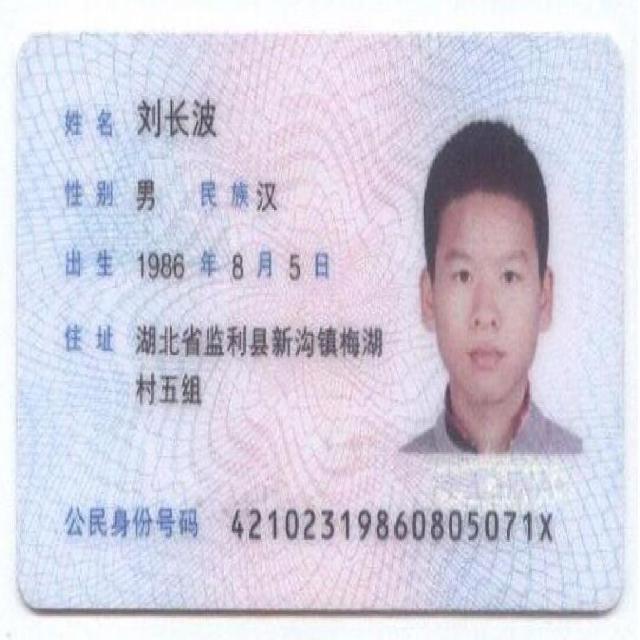 姓名 刘长波
性别 男 民族 汉
出生 1986 年 8 月 5 日
住址 湖北省监利县新沟镇梅湖
村五组
公民身份号码 42102319860805071X